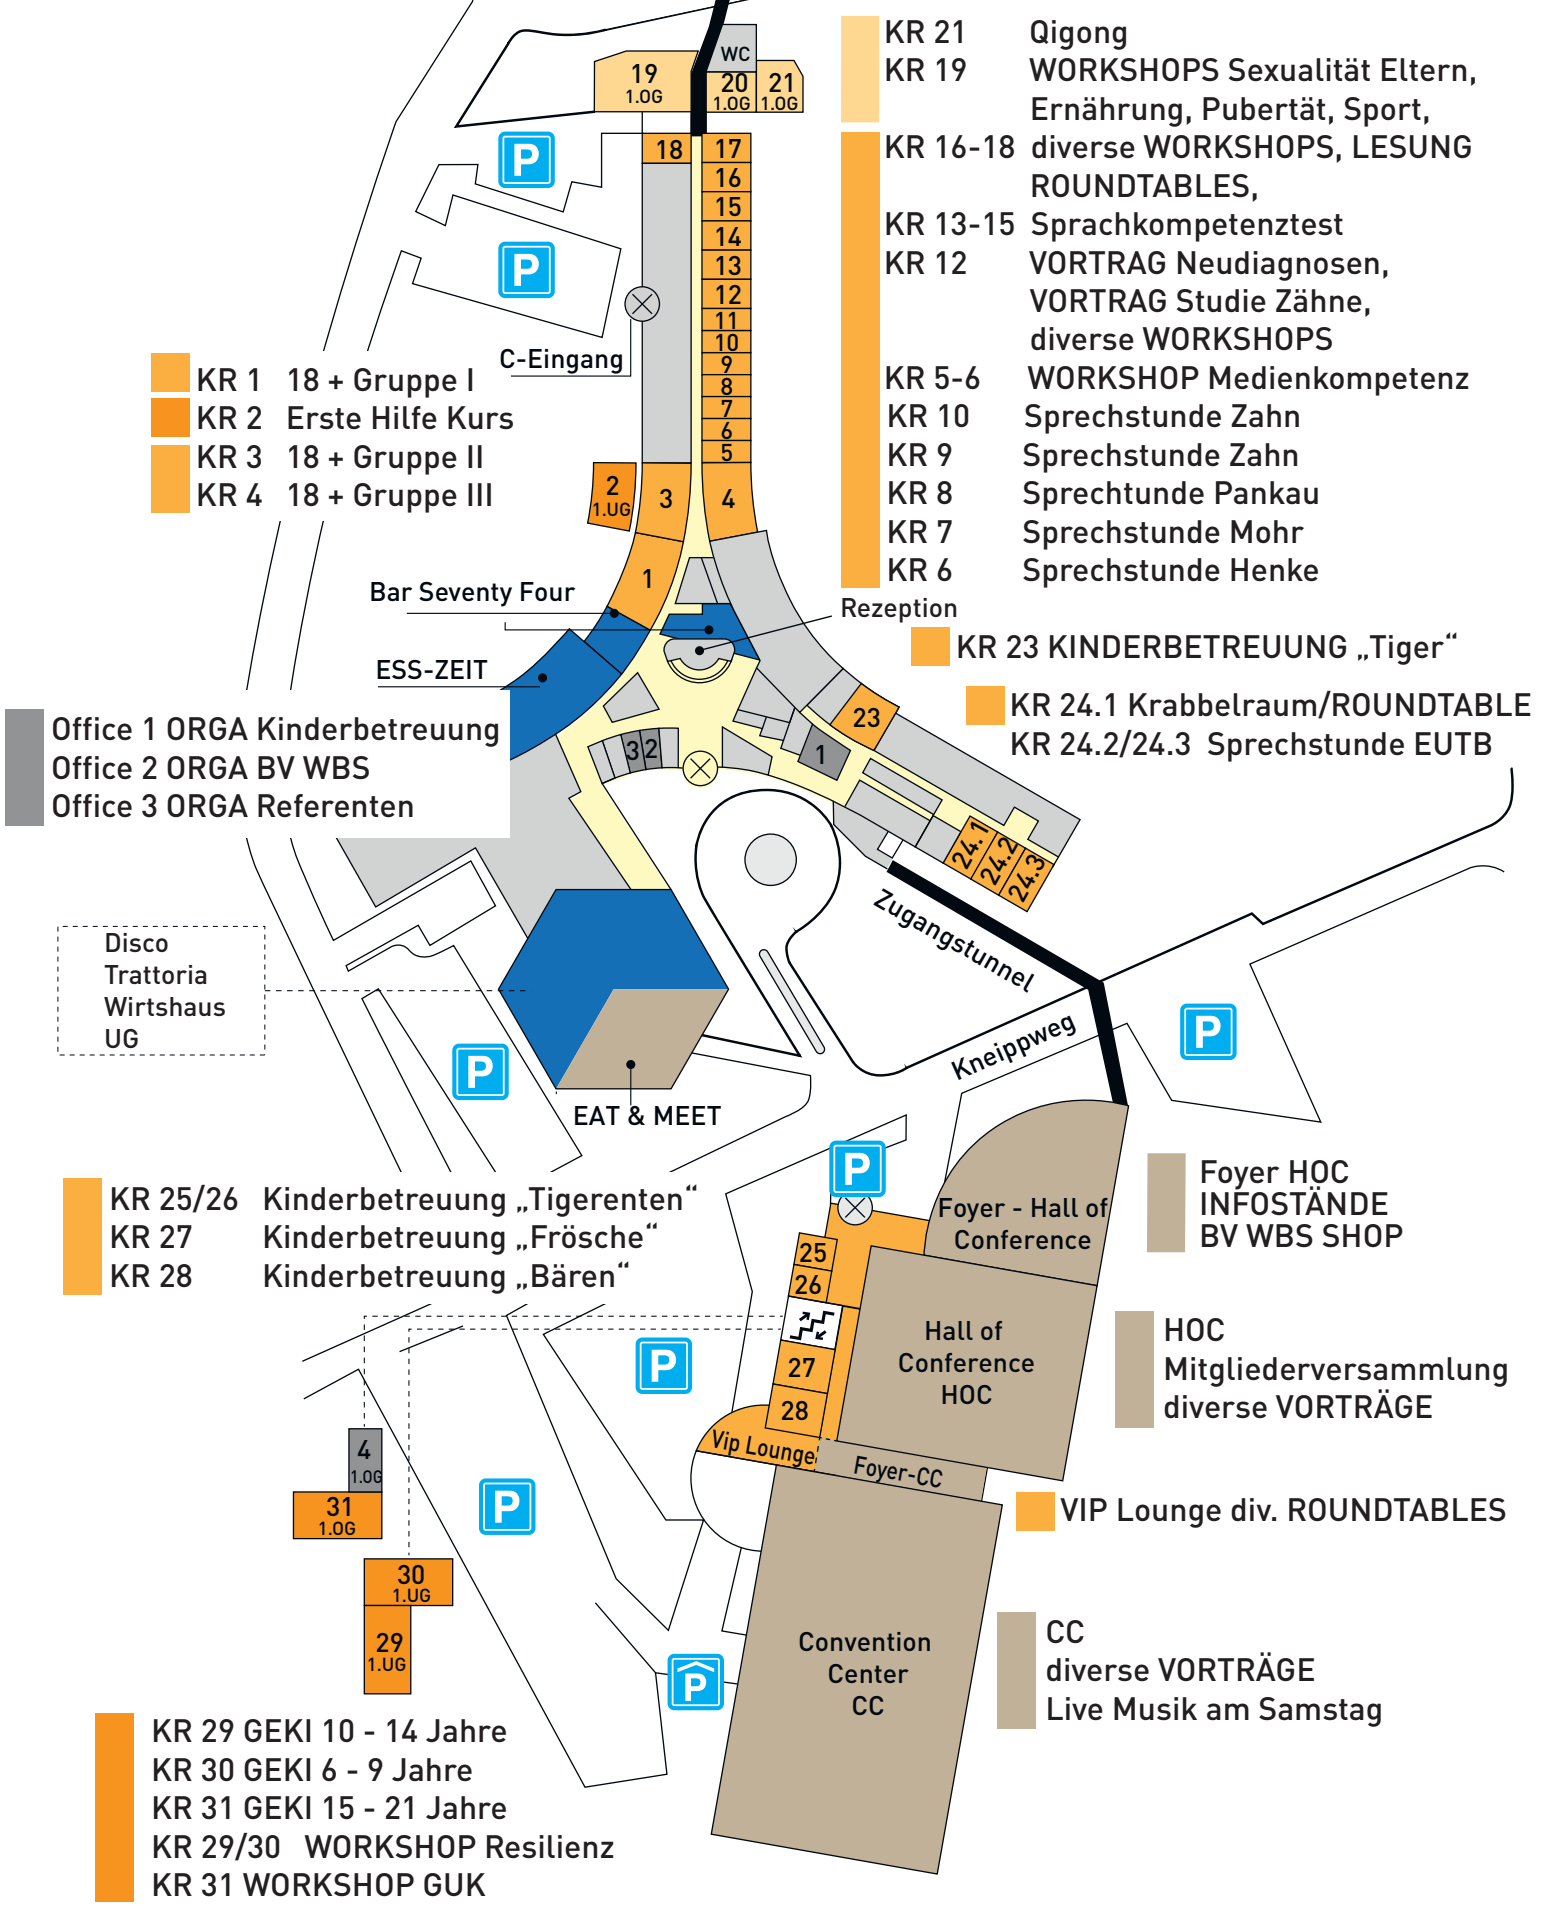 WC
19
1.OG
20
1.OG
21
1.OG
P
P
18
17
16
15
14
13
12
11
10
9
8
7
6
5
C-Eingang
2
1.UG
3
4
1
KR 21 Qigong
KR 19 WORKSHOPS Sexualität Eltern,
Ernährung, Pubertät, Sport,
KR 16-18 diverse WORKSHOPS, LESUNG
ROUNDTABLES,
KR 13-15 Sprachkompetenztest
KR 12 VORTRAG Neudiagnosen,
VORTRAG Studie Zähne,
diverse WORKSHOPS
KR 5-6 WORKSHOP Medienkompetenz
KR 10 Sprechstunde Zahn
KR 9 Sprechstunde Zahn
KR 8 Sprechtunde Pankau
KR 7 Sprechstunde Mohr
KR 6 Sprechstunde Henke
KR 1 18 + Gruppe I
KR 2 Erste Hilfe Kurs
KR 3 18 + Gruppe II
KR 4 18 + Gruppe III
Bar Seventy Four
Rezeption
ESS-ZEIT
KR 23 KINDERBETREUUNG „Tiger“
KR 24.1 Krabbelraum/ROUNDTABLE
KR 24.2/24.3 Sprechstunde EUTB
Office 1 ORGA Kinderbetreuung
Office 2 ORGA BV WBS
Office 3 ORGA Referenten
3
2
1
23
24.1
24.2
24.3
Zugangstunnel
Kneippweg
Disco
Trattoria
Wirtshaus
UG
P
P
EAT & MEET
P
KR 25/26 Kinderbetreuung „Tigerenten“
KR 27 Kinderbetreuung „Frösche“
KR 28 Kinderbetreuung „Bären“
Foyer - Hall of
Conference
Foyer HOC
INFOSTÄNDE
BV WBS SHOP
25
26
27
28
Hall of
Conference
HOC
HOC
Mitgliederversammlung
diverse VORTRÄGE
P
Vip Lounge
Foyer-CC
4
1.OG
31
1.OG
30
1.UG
29
1.UG
P
VIP Lounge div. ROUNDTABLES
P
Convention
Center
CC
CC
diverse VORTRÄGE
Live Musik am Samstag
KR 29 GEKI 10 - 14 Jahre
KR 30 GEKI 6 - 9 Jahre
KR 31 GEKI 15 - 21 Jahre
KR 29/30 WORKSHOP Resilienz
KR 31 WORKSHOP GUK